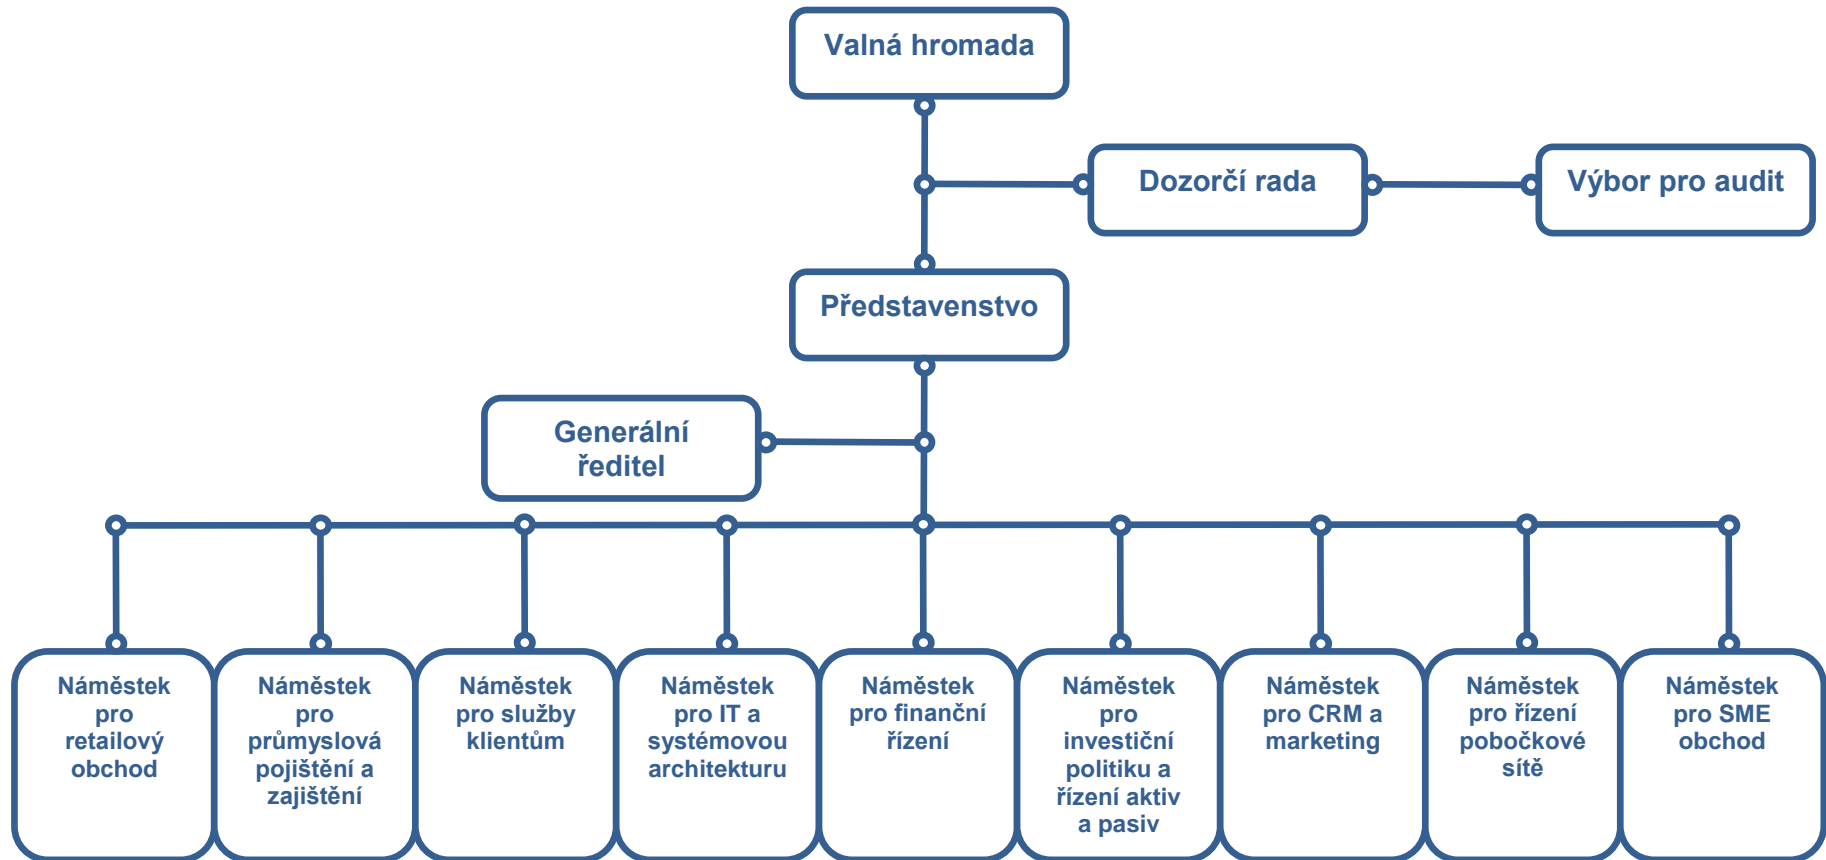 Valná hromada
Dozorčí rada
Výbor pro audit
Představenstvo
Generální
ředitel
Náměstek
pro
retailový
obchod
Náměstek
pro
průmyslová
pojištění a
zajištění
Náměstek
pro služby
klientům
Náměstek
pro IT a
systémovou
architekturu
Náměstek
pro finanční
řízení
Náměstek
pro
investiční
politiku a
řízení aktiv
a pasiv
Náměstek
pro CRM a
marketing
Náměstek
pro řízení
pobočkové
sítě
Náměstek
pro SME
obchod